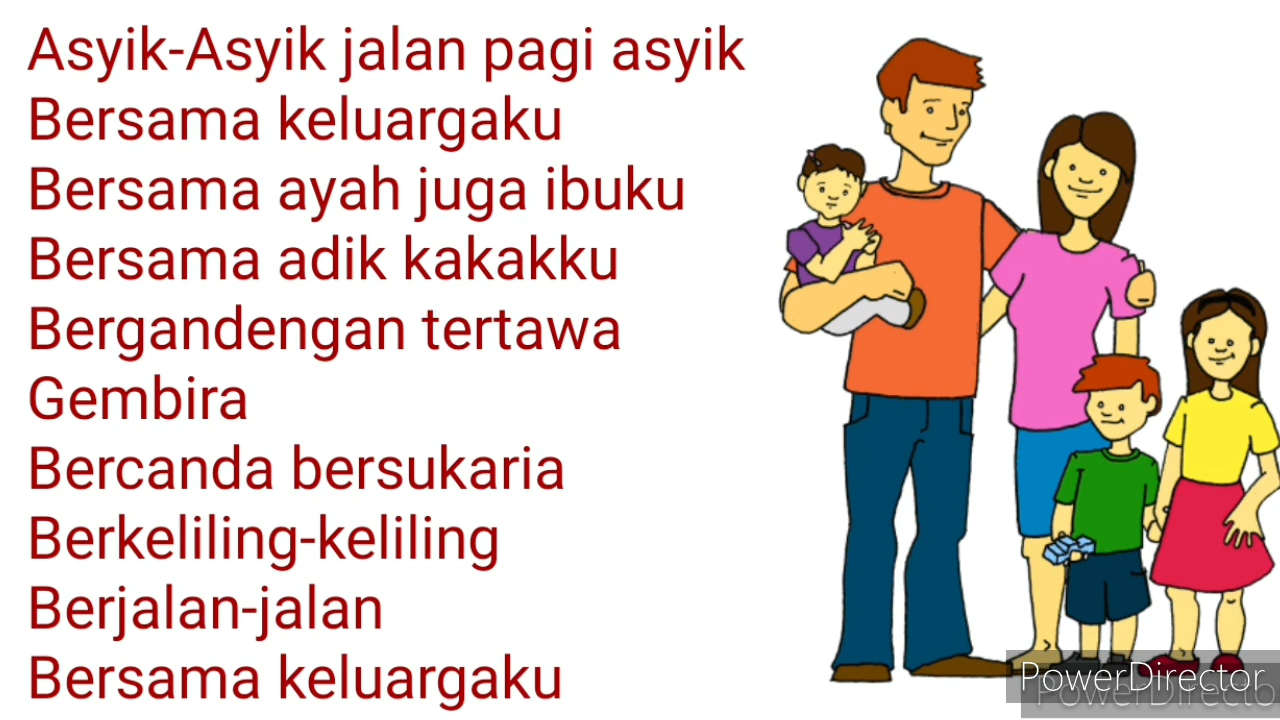 Asyik-Asyik jalan pagi asyik
Bersama keluargaku
Bersama ayah juga ibuku
Bersama adik kakakku
Bergandengan tertawa
Gembira
Bercanda bersukaria
Berkeliling-keliling
Berjalan-jalan
Bersama keluargaku
PowerDirector